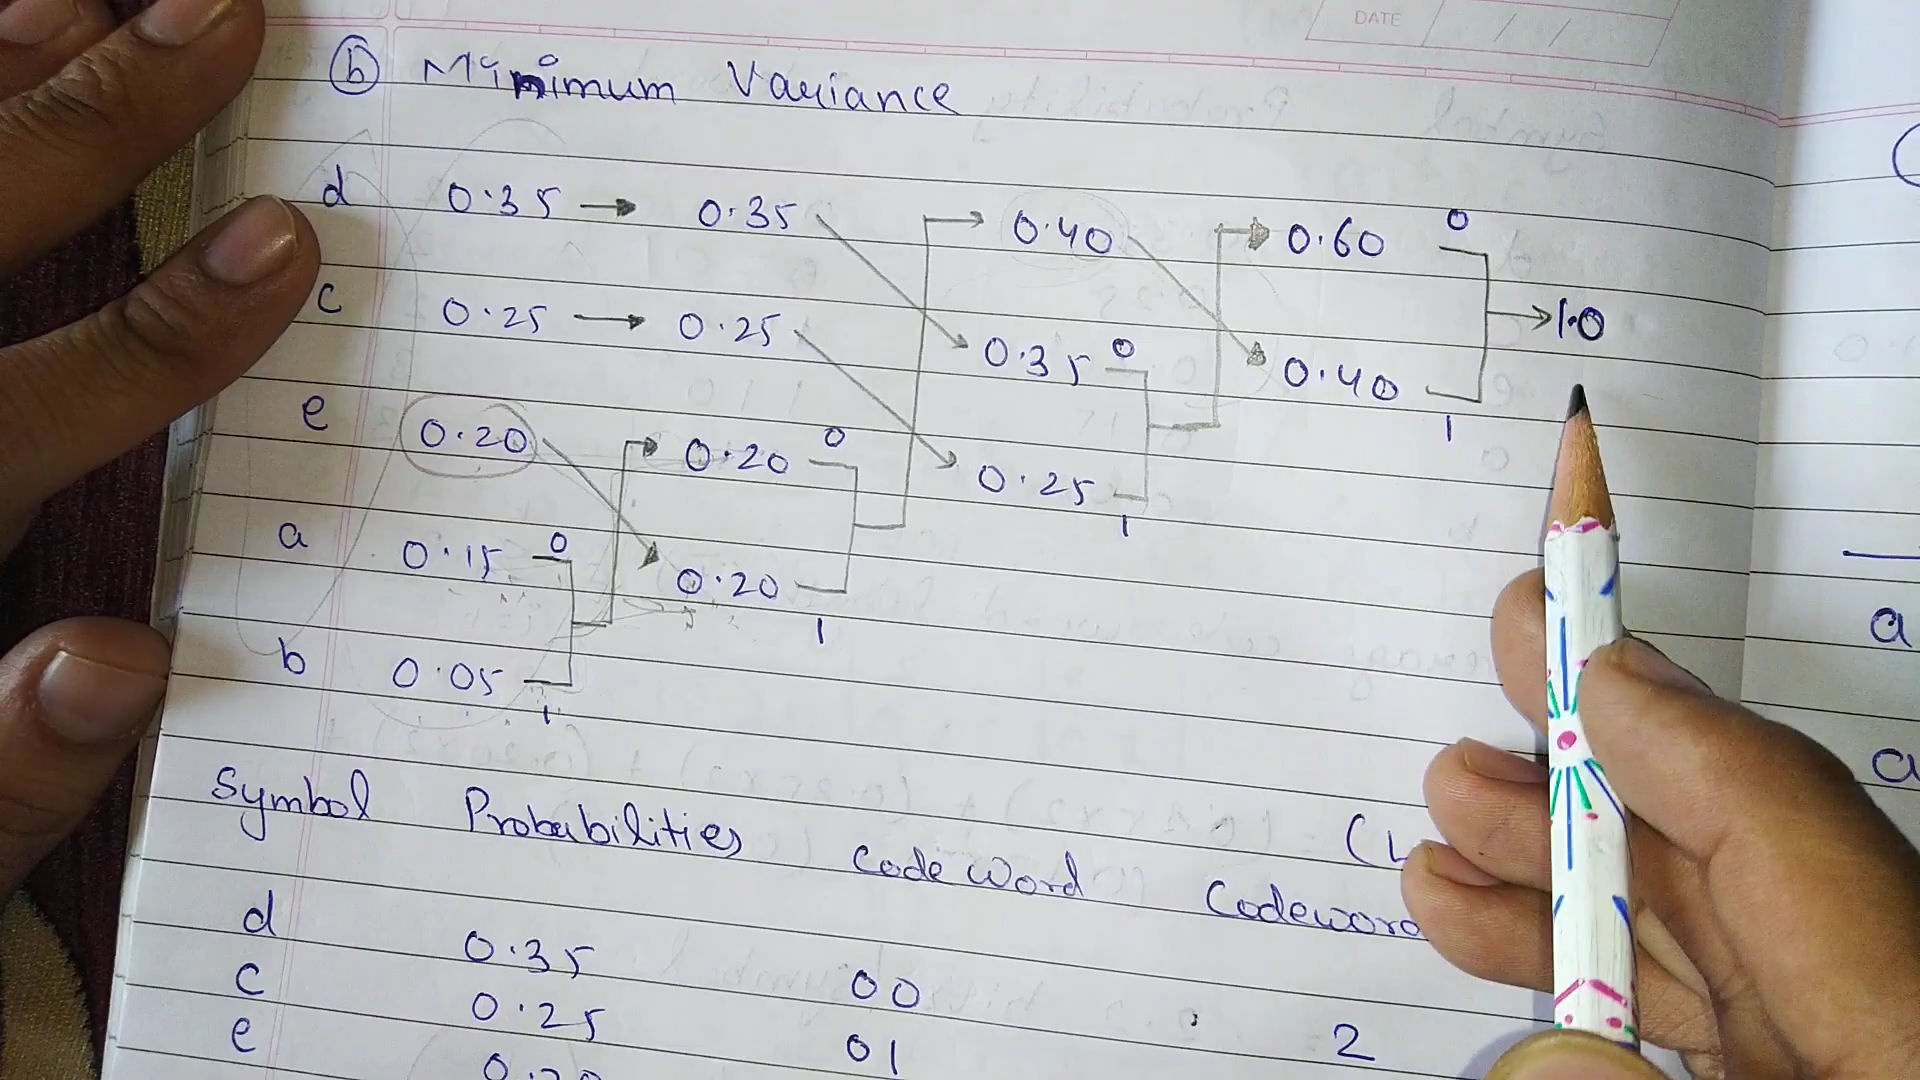 DATE / /
b Minimum Variance
d 0.35 → 0.35 → 0.40 → 0.60 0
→ 1.0
c 0.25 → 0.25 0.35 0 0.40 1
e 0.20 → 0.20 0 0.25 1
a 0.15 0 0.20 1
b 0.05 1
a
a
Symbol Probabilities Code Word (L
Codeword
d 0.35 00 2
c 0.25 01
e